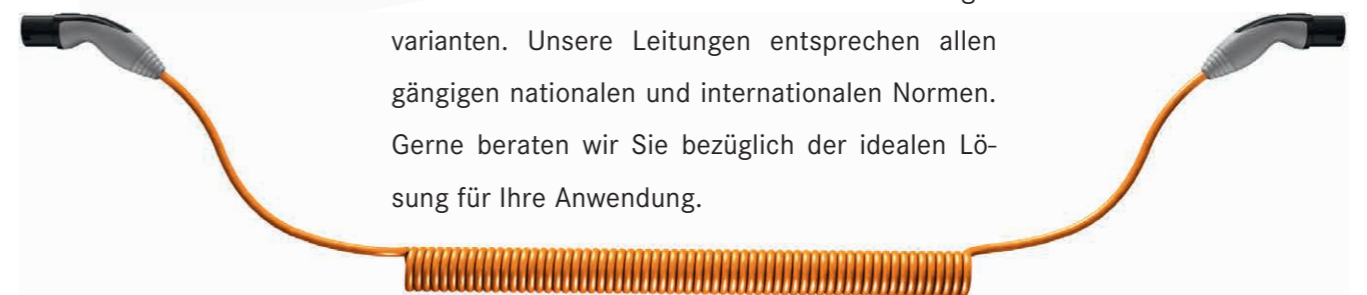 varianten. Unsere Leitungen entsprechen allen
gängigen nationalen und internationalen Normen.
Gerne beraten wir Sie bezüglich der idealen Lö-
sung für Ihre Anwendung.